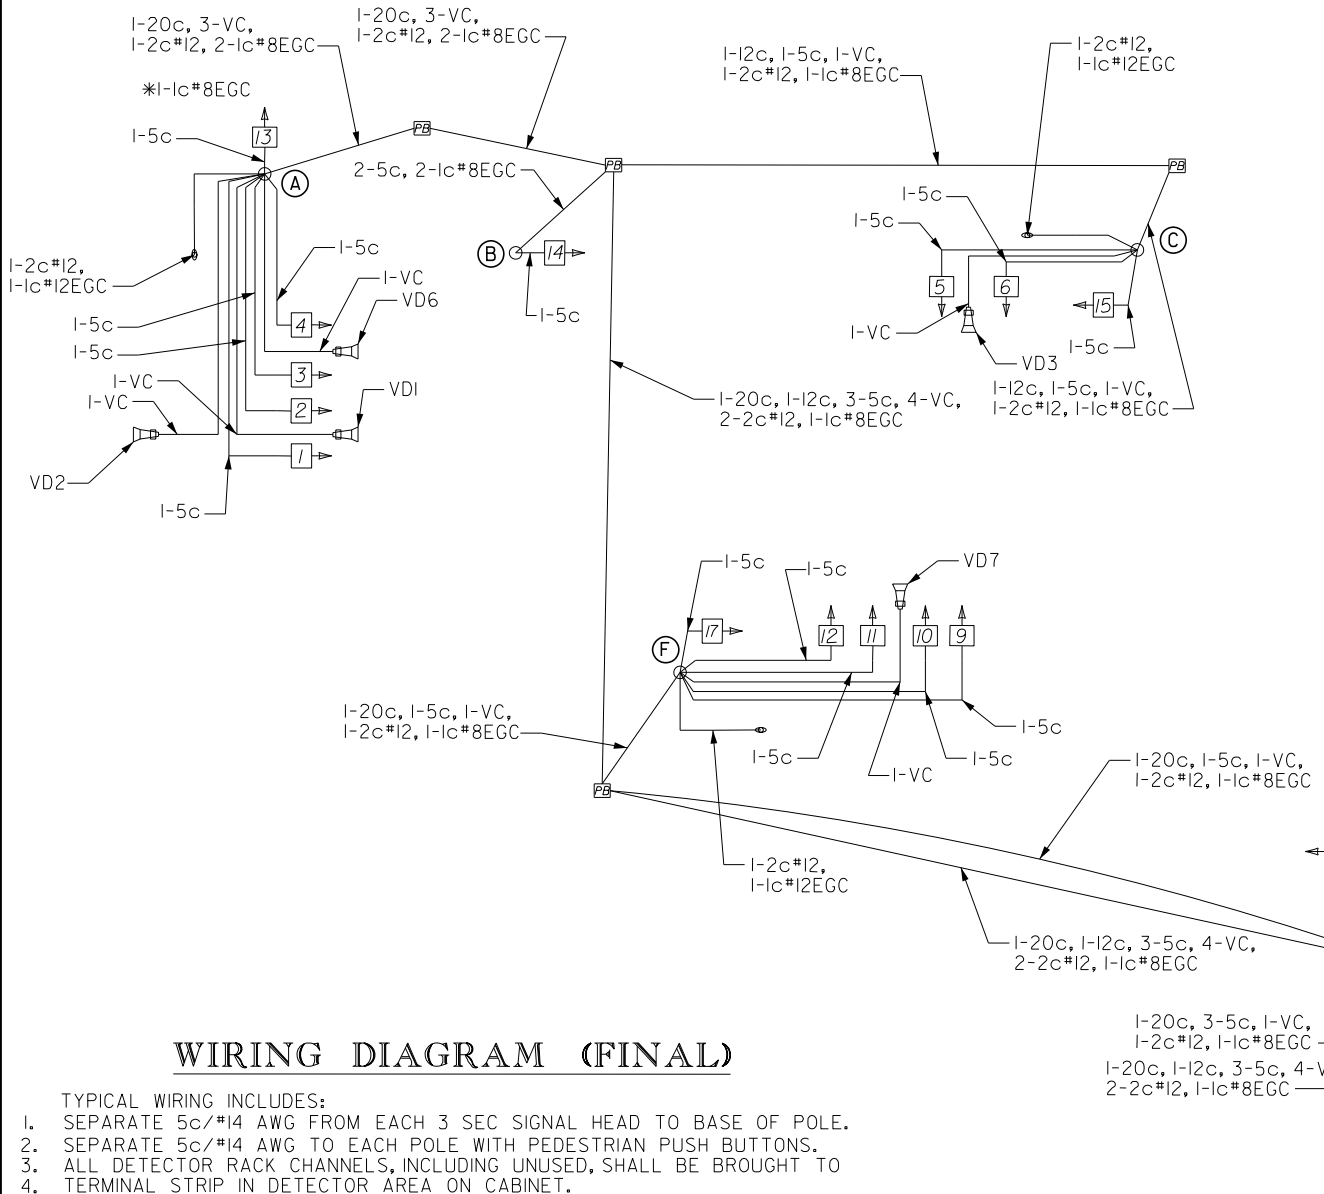 1-20c, 3-VC,
1-2c#12, 2-1c#8EGC
1-20c, 3-VC,
1-2c#12, 2-1c#8EGC
*1-1c#8EGC
1-5c
13
A
PB
PB
2-5c, 2-1c#8EGC
B
14
1-5c
1-12c, 1-5c, 1-VC,
1-2c#12, 1-1c#8EGC
1-2c#12,
1-1c#12EGC
PB
1-5c
1-5c
C
5
6
15
1-VC
VD3
1-5c
1-12c, 1-5c, 1-VC,
1-2c#12, 1-1c#8EGC
1-2c#12,
1-1c#12EGC
1-5c
1-VC
VD6
1-5c
1-5c
4
3
1-VC
1-VC
VD1
2
1
VD2
1-5c
1-20c, 1-12c, 3-5c, 4-VC,
2-2c#12, 1-1c#8EGC
1-5c
1-5c
VD7
17
12
11
10
9
F
1-20c, 1-5c, 1-VC,
1-2c#12, 1-1c#8EGC
1-5c
1-5c
1-VC
1-5c
PB
1-20c, 1-5c, 1-VC,
1-2c#12, 1-1c#8EGC
1-2c#12,
1-1c#12EGC
1-20c, 1-12c, 3-5c, 4-VC,
2-2c#12, 1-1c#8EGC
1-20c, 3-5c, 1-VC,
1-2c#12, 1-1c#8EGC
1-20c, 1-12c, 3-5c, 4-V
2-2c#12, 1-1c#8EGC
WIRING DIAGRAM (FINAL)
TYPICAL WIRING INCLUDES:
1. SEPARATE 5c/#14 AWG FROM EACH 3 SEC SIGNAL HEAD TO BASE OF POLE.
2. SEPARATE 5c/#14 AWG TO EACH POLE WITH PEDESTRIAN PUSH BUTTONS.
3. ALL DETECTOR RACK CHANNELS, INCLUDING UNUSED, SHALL BE BROUGHT TO
4. TERMINAL STRIP IN DETECTOR AREA ON CABINET.